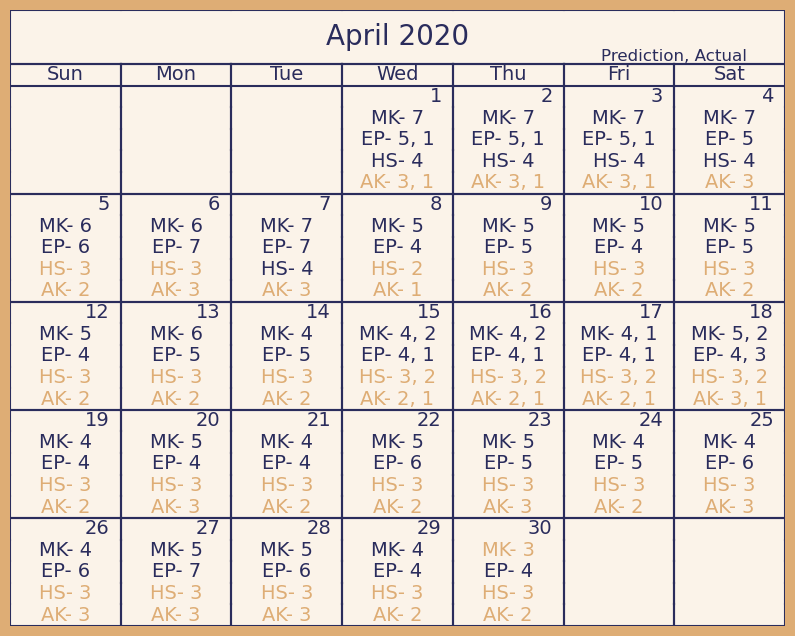 April 2020
Prediction, Actual
Sun Mon Tue Wed Thu Fri Sat
1 2 3 4
MK- 7 MK- 7 MK- 7 MK- 7
EP- 5, 1 EP- 5, 1 EP- 5, 1 EP- 5
HS- 4 HS- 4 HS- 4 HS- 4
AK- 3, 1 AK- 3, 1 AK- 3, 1 AK- 3
5 6 7 8 9 10 11
MK- 6 MK- 6 MK- 7 MK- 5 MK- 5 MK- 5 MK- 5
EP- 6 EP- 7 EP- 7 EP- 4 EP- 5 EP- 4 EP- 5
HS- 3 HS- 3 HS- 4 HS- 2 HS- 3 HS- 3 HS- 3
AK- 2 AK- 3 AK- 3 AK- 1 AK- 2 AK- 2 AK- 2
12 13 14 15 16 17 18
MK- 5 MK- 6 MK- 4 MK- 4, 2 MK- 4, 2 MK- 4, 1 MK- 5, 2
EP- 4 EP- 5 EP- 5 EP- 4, 1 EP- 4, 1 EP- 4, 1 EP- 4, 3
HS- 3 HS- 3 HS- 3 HS- 3, 2 HS- 3, 2 HS- 3, 2 HS- 3, 2
AK- 2 AK- 2 AK- 2 AK- 2, 1 AK- 2, 1 AK- 2, 1 AK- 3, 1
19 20 21 22 23 24 25
MK- 4 MK- 5 MK- 4 MK- 5 MK- 5 MK- 4 MK- 4
EP- 4 EP- 4 EP- 4 EP- 6 EP- 5 EP- 5 EP- 6
HS- 3 HS- 3 HS- 3 HS- 3 HS- 3 HS- 3 HS- 3
AK- 2 AK- 3 AK- 2 AK- 2 AK- 3 AK- 2 AK- 3
26 27 28 29 30
MK- 4 MK- 5 MK- 5 MK- 4 MK- 3
EP- 6 EP- 7 EP- 6 EP- 4 EP- 4
HS- 3 HS- 3 HS- 3 HS- 3 HS- 3
AK- 3 AK- 3 AK- 3 AK- 2 AK- 2